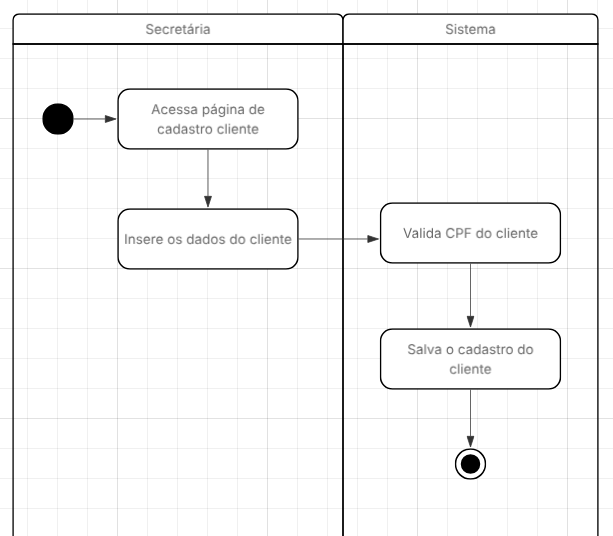 Secretária
Sistema
Acessa página de
cadastro cliente
Insere os dados do cliente
Valida CPF do cliente
Salva o cadastro do
cliente